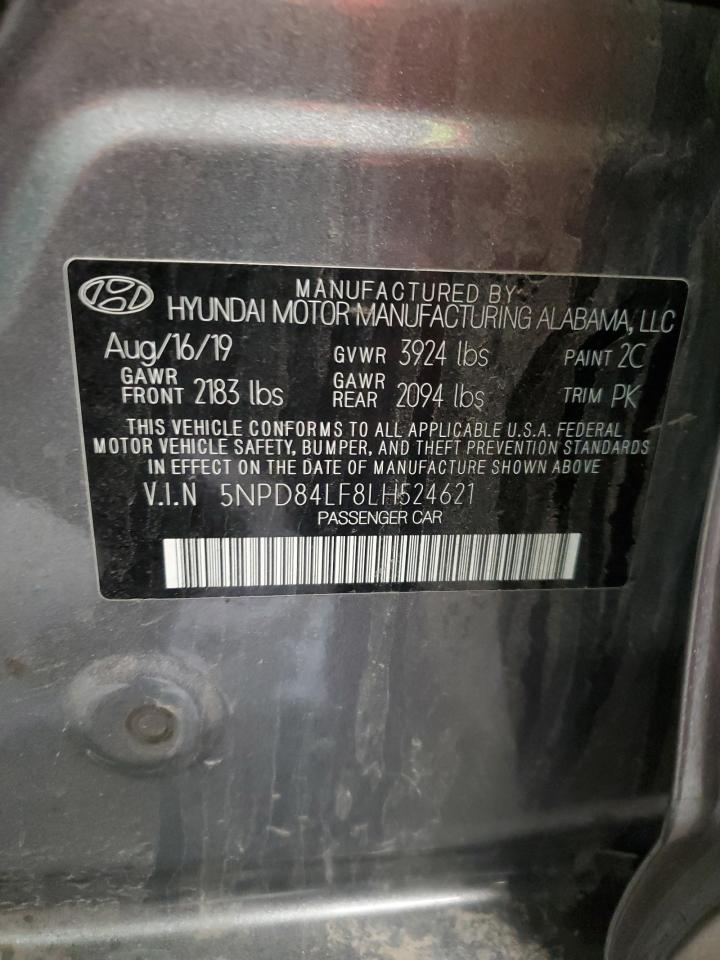 MANUFACTURED BY
HYUNDAI MOTOR MANUFACTURING ALABAMA, LLC
Aug/16/19 GVWR 3924 lbs PAINT 2C
GAWR FRONT 2183 lbs GAWR REAR 2094 lbs TRIM PK
THIS VEHICLE CONFORMS TO ALL APPLICABLE U.S.A. FEDERAL
MOTOR VEHICLE SAFETY, BUMPER, AND THEFT PREVENTION STANDARDS
IN EFFECT ON THE DATE OF MANUFACTURE SHOWN ABOVE
V.I.N 5NPD84LF8LH524621
PASSENGER CAR